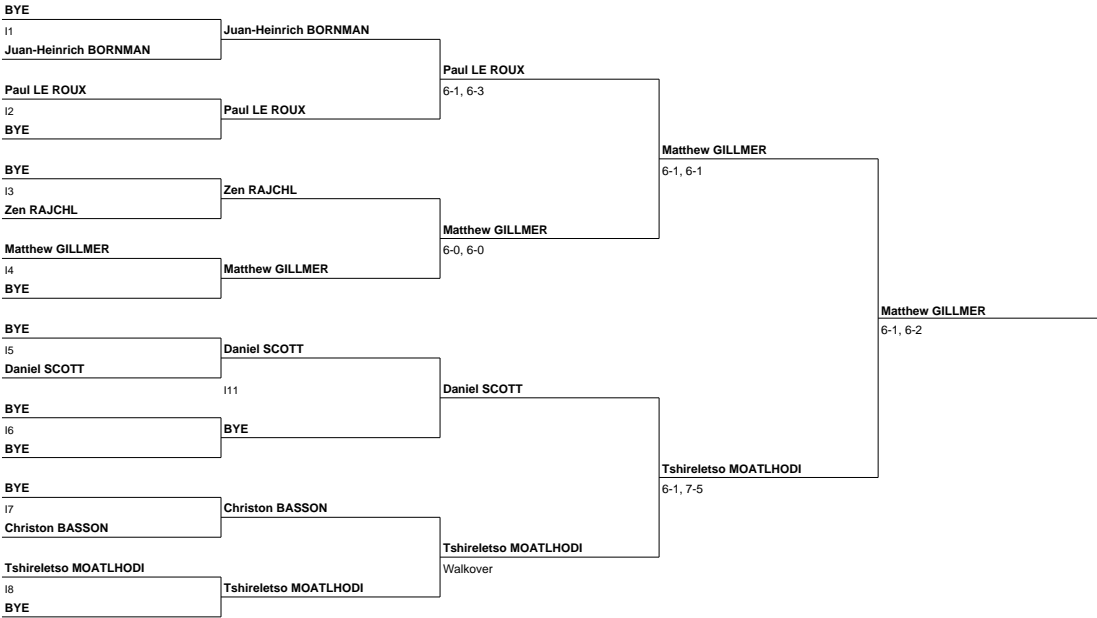 BYE
I1
Juan-Heinrich BORNMAN
Juan-Heinrich BORNMAN
Paul LE ROUX
I2
BYE
Paul LE ROUX
Paul LE ROUX
6-1, 6-3
BYE
I3
Zen RAJCHL
Zen RAJCHL
Matthew GILLMER
I4
BYE
Matthew GILLMER
Matthew GILLMER
6-0, 6-0
Matthew GILLMER
6-1, 6-1
BYE
I5
Daniel SCOTT
Daniel SCOTT
I11
BYE
I6
BYE
BYE
Daniel SCOTT
BYE
I7
Christon BASSON
Christon BASSON
Tshireletso MOATLHODI
I8
BYE
Tshireletso MOATLHODI
Tshireletso MOATLHODI
Walkover
Tshireletso MOATLHODI
6-1, 7-5
Matthew GILLMER
6-1, 6-2